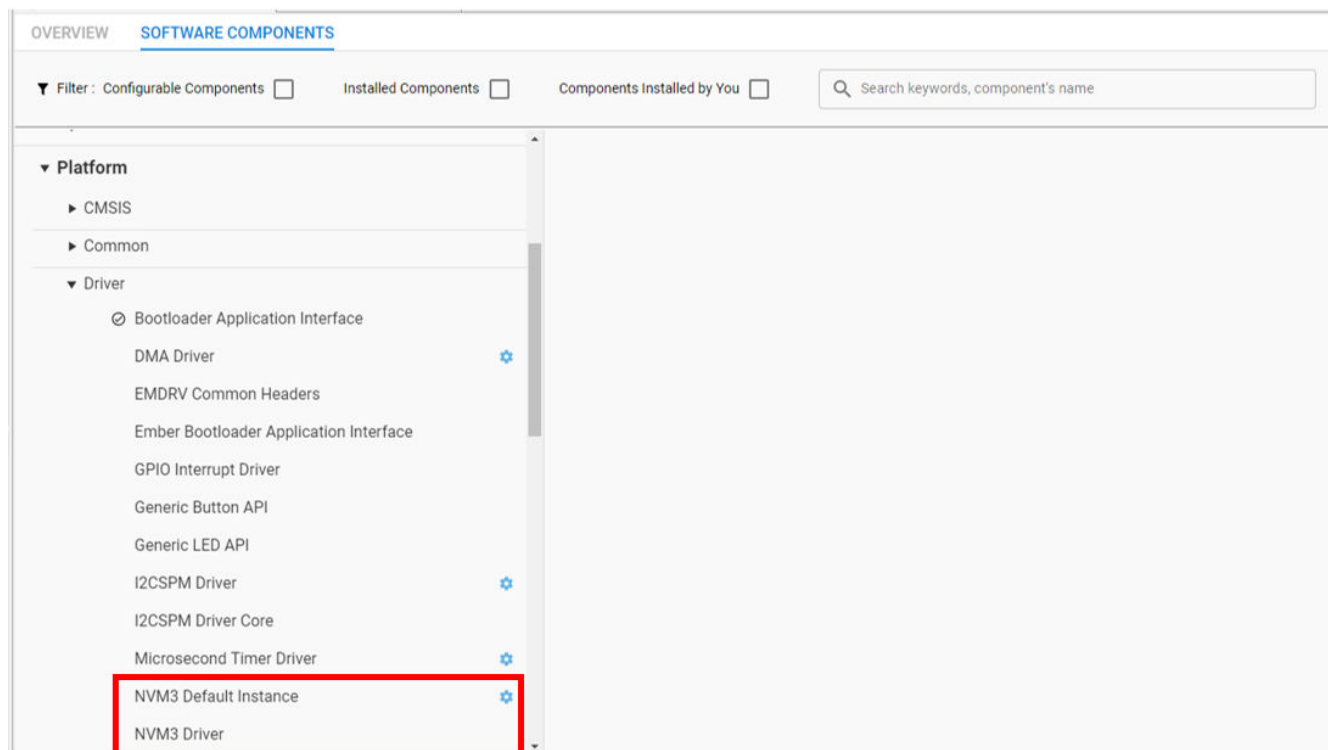 OVERVIEW SOFTWARE COMPONENTS
Filter : Configurable Components Installed Components Components Installed by You Search keywords, component's name
Platform
CMSIS
Common
Driver
Bootloader Application Interface
DMA Driver
EMDRV Common Headers
Ember Bootloader Application Interface
GPIO Interrupt Driver
Generic Button API
Generic LED API
I2CSPM Driver
I2CSPM Driver Core
Microsecond Timer Driver
NVM3 Default Instance
NVM3 Driver